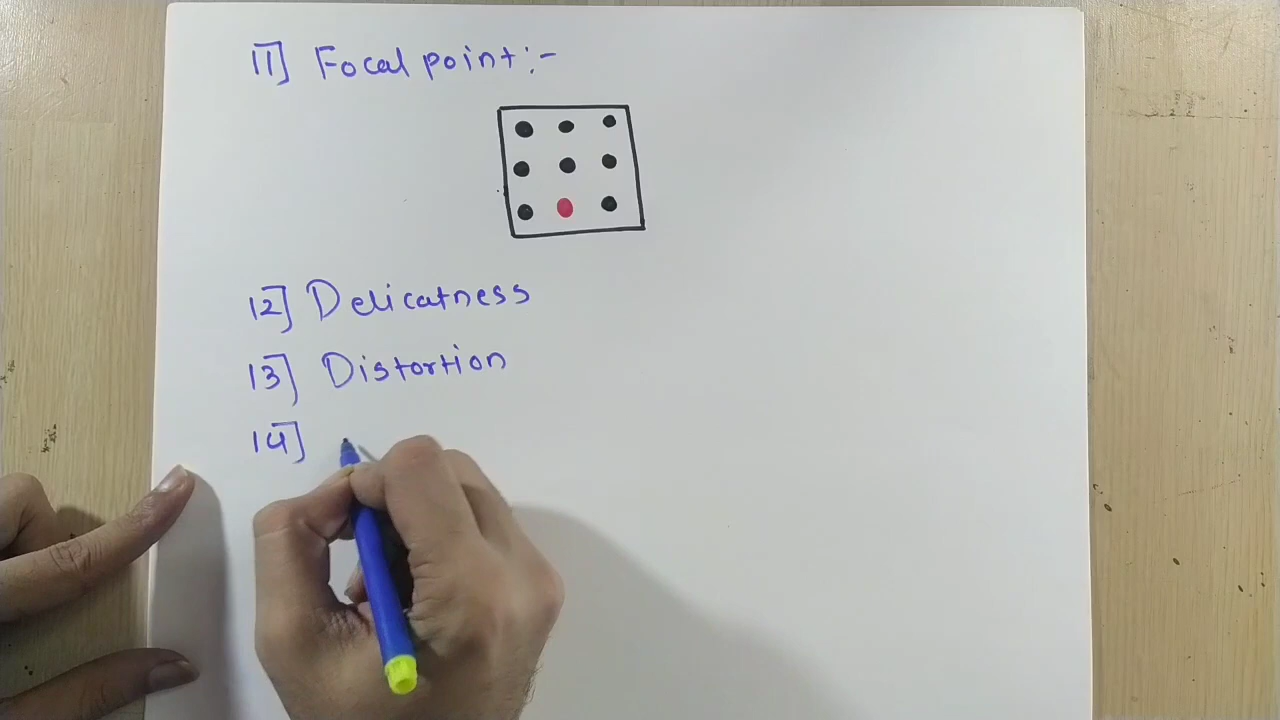 11] Focal point :-
12] Delicatness
13] Distortion
14]